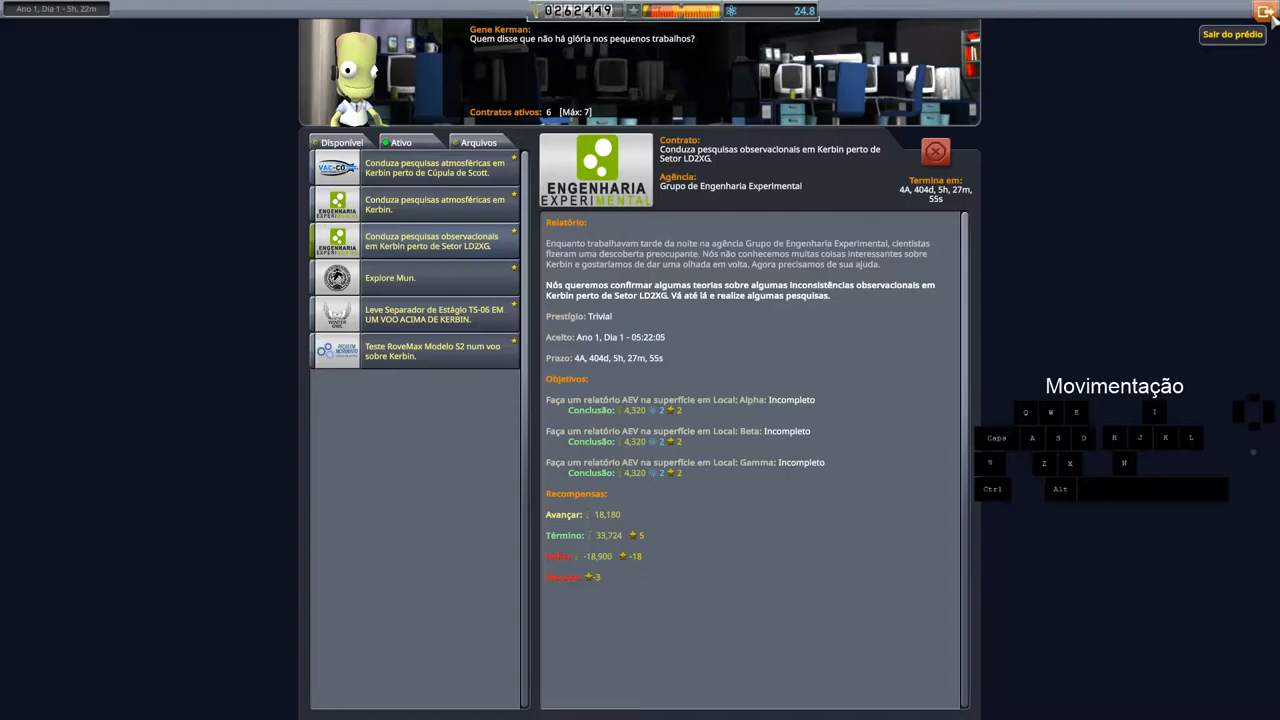 Ano 1, Dia 1 - 5h, 22m
0262449
24.8
Sair do prédio
Gene Kerman:
Quem disse que não há glória nos pequenos trabalhos?
Contratos ativos: 6 [Máx: 7]
Disponível
Ativo
Arquivos
VAC-CO
Conduza pesquisas atmosféricas em
Kerbin perto de Cúpula de Scott.
ENGENHARIA
EXPERIMENTAL
Conduza pesquisas atmosféricas em
Kerbin.
ENGENHARIA
EXPERIMENTAL
Conduza pesquisas observacionais
em Kerbin perto de Setor LD2XG.
Explore Mun.
WINTER
OWL
Leve Separador de Estágio TS-06 EM
UM VOO ACIMA DE KERBIN.
Teste RoveMax Modelo S2 num voo
sobre Kerbin.
ENGENHARIA
EXPERIMENTAL
Contrato:
Conduza pesquisas observacionais em Kerbin perto de
Setor LD2XG.
Agência:
Grupo de Engenharia Experimental
Termina em:
4A, 404d, 5h, 27m,
55s
Relatório:
Enquanto trabalhavam tarde da noite na agência Grupo de Engenharia Experimental, cientistas
fizeram uma descoberta preocupante. Nós não conhecemos muitas coisas interessantes sobre
Kerbin e gostaríamos de dar uma olhada em volta. Agora precisamos de sua ajuda.
Nós queremos confirmar algumas teorias sobre algumas inconsistências observacionais em
Kerbin perto de Setor LD2XG. Vá até lá e realize algumas pesquisas.
Prestígio: Trivial
Aceito: Ano 1, Dia 1 - 05:22:05
Prazo: 4A, 404d, 5h, 27m, 55s
Objetivos:
Faça um relatório AEV na superfície em Local: Alpha: Incompleto
Conclusão: 4,320 2 2
Faça um relatório AEV na superfície em Local: Beta: Incompleto
Conclusão: 4,320 2 2
Faça um relatório AEV na superfície em Local: Gamma: Incompleto
Conclusão: 4,320 2 2
Recompensas:
Avançar: 18,180
Término: 33,724 5
-18,900 -18
-3
Movimentação
Q W E I
Caps A S D H J K L
Z X N
Ctrl Alt